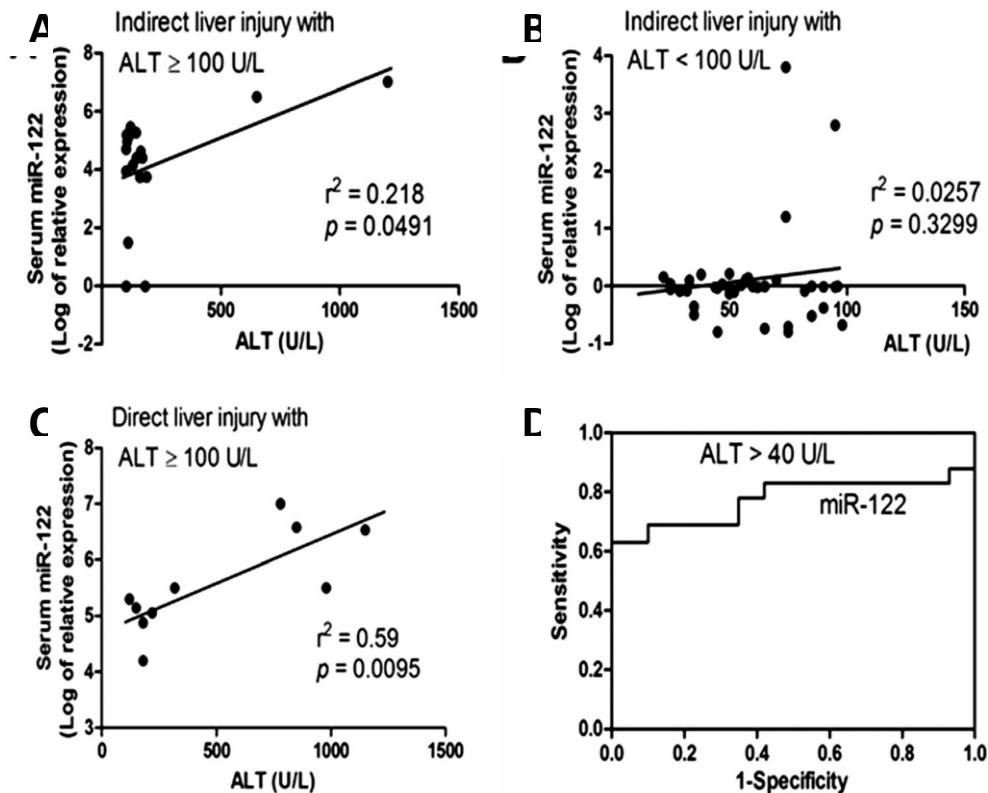 A
Indirect liver injury with
ALT ≥ 100 U/L
Serum miR-122
(Log of relative expression)
8
6
4
2
0
-2
500
1000
1500
r² = 0.218
p = 0.0491
ALT (U/L)
B
Indirect liver injury with
ALT < 100 U/L
Serum miR-122
(Log of relative expression)
4
3
2
1
0
-1
50
100
150
r² = 0.0257
p = 0.3299
ALT (U/L)
C
Direct liver injury with
ALT ≥ 100 U/L
Serum miR-122
(Log of relative expression)
8
7
6
5
4
3
0
500
1000
1500
r² = 0.59
p = 0.0095
ALT (U/L)
D
ALT > 40 U/L
miR-122
Sensitivity
1.0
0.8
0.6
0.4
0.2
0.0
0.0
0.2
0.4
0.6
0.8
1.0
1-Specificity